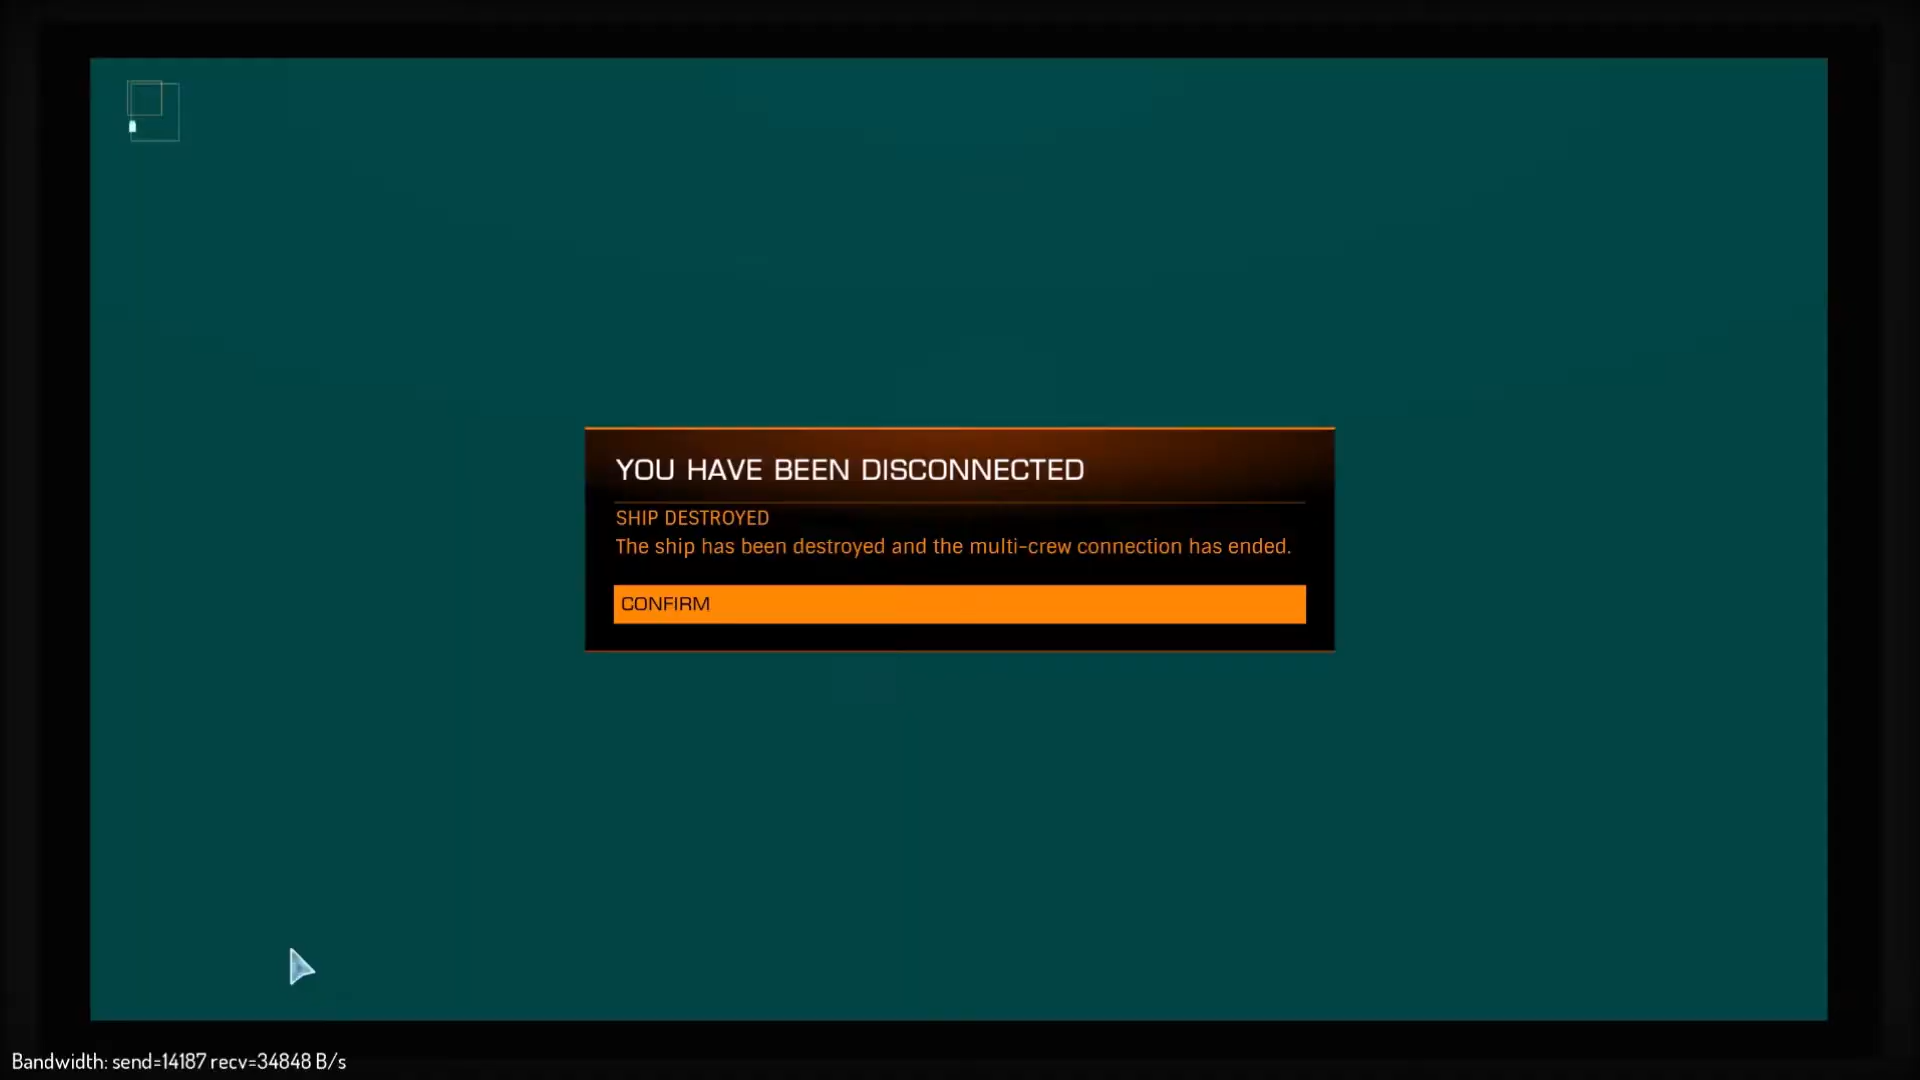 YOU HAVE BEEN DISCONNECTED
SHIP DESTROYED
The ship has been destroyed and the multi-crew connection has ended.
CONFIRM
Bandwidth: send=14187 recv=34848 B/s